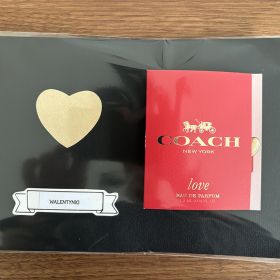 COACH
NEW YORK
love
EAU DE PARFUM
WALENTYNKI